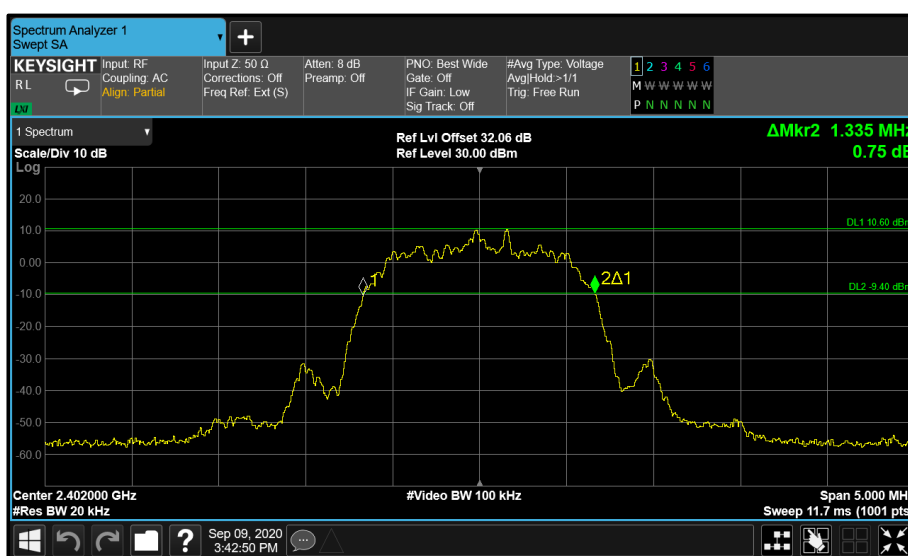 Spectrum Analyzer 1
Swept SA
+
KEYSIGHT
R L
LXI
Input: RF
Coupling: AC
Align: Partial
Input Z: 50 Ω
Corrections: Off
Freq Ref: Ext (S)
Atten: 8 dB
Preamp: Off
PNO: Best Wide
Gate: Off
IF Gain: Low
Sig Track: Off
#Avg Type: Voltage
Avg|Hold:>1/1
Trig: Free Run
1 2 3 4 5 6
M W W W W W
P N N N N N
1 Spectrum
Scale/Div 10 dB
Log
Ref Lvl Offset 32.06 dB
Ref Level 30.00 dBm
ΔMkr2 1.335 MHz
0.75 dB
20.0
10.0
0.00
-10.0
-20.0
-30.0
-40.0
-50.0
-60.0
DL1 10.60 dBm
DL2 -9.40 dBm
1
2Δ1
Center 2.402000 GHz
#Res BW 20 kHz
#Video BW 100 kHz
Span 5.000 MH
Sweep 11.7 ms (1001 pts
?
Sep 09, 2020
3:42:50 PM